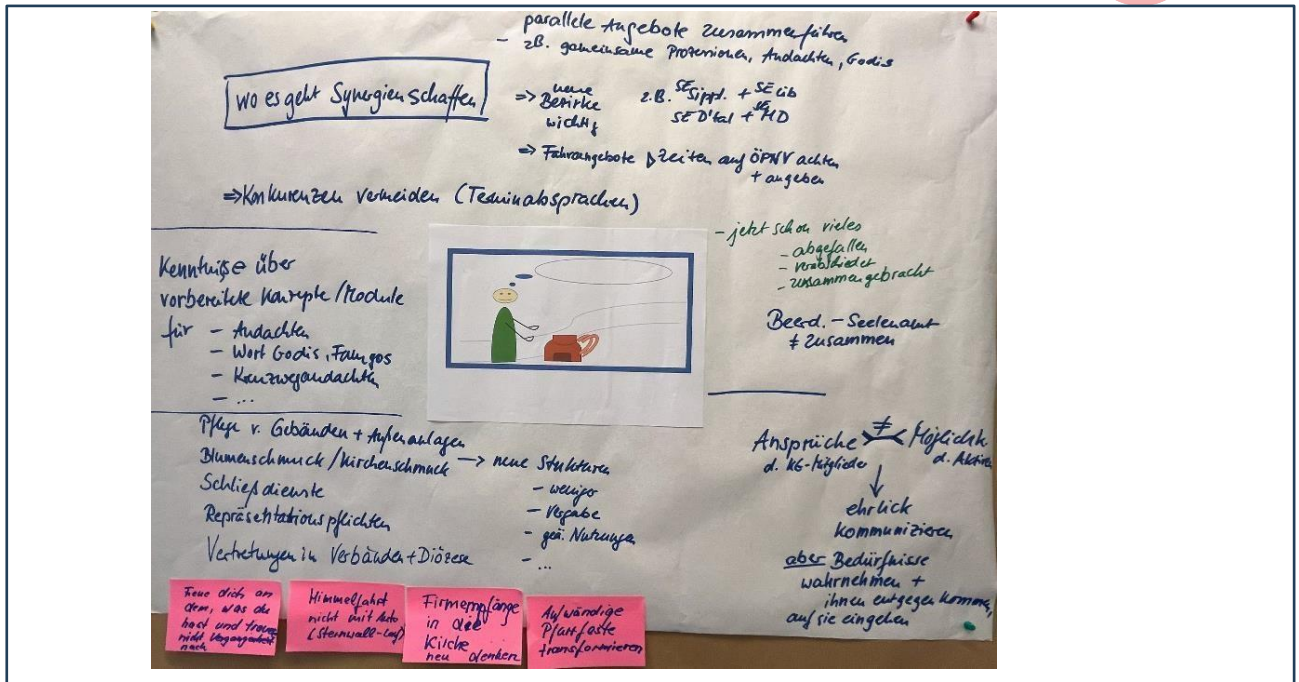 parallele Angebote zusammenführen
- zB. gemeinsame Prozessionen, Andachten, Godis
wo es geht Synergien schaffen
=> neue
Bezirke
wichtig
z.B. SE Sippl. + SE Lib
SE D'tal + SE HD
=> Fahrangebote Zeiten auf ÖPNV achten
+ angeben
=> Konkurenzen vermeiden (Terminabsprachen)
- jetzt schon vieles
- abgefallen
- verabschiedet
- zusammengebracht
Beerd. - Seelenamt
≠ zusammen
Kenntniße über
vorbereitete Konzepte / Module
für - Andachten
- Wort Godis, Famgos
- Kreuzwegandachten
- ...
Pflege v. Gebäuden + Außenanlagen
Blumenschmuck / Kirchenschmuck → neue Strukturen
Schließdienste
Repräsentationspflichten
Vertretungen in Verbänden + Diözese
- weniger
- Vergabe
- geä. Nutzungen
- ...
Ansprüche ≠ Möglichk.
d. KG-Mitglieder d. Aktiven
ehrlich
kommunizieren
aber Bedürfnisse
wahrnehmen +
ihnen entgegen kommen,
auf sie eingehen
Freue dich an
dem, was du
hast und trauere
nicht Vergangenheit
nach
Himmelfahrt
nicht mit Auto
Firmempfänge
in die
Kirche
neu denken
Aufwändige
Pfarrfeste
transformieren